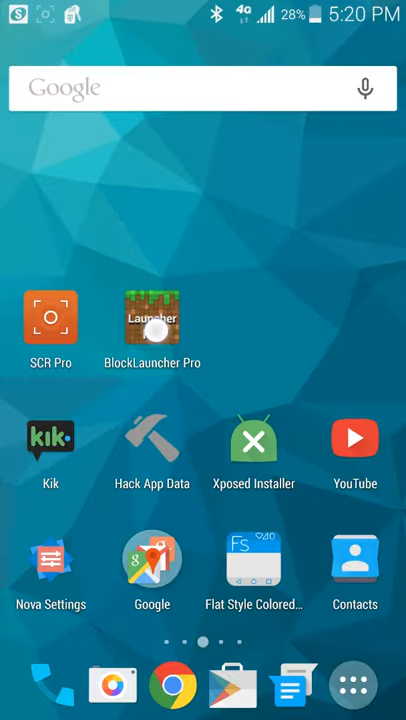 S 4G 28% 5:20 PM
Google
Launcher
SCR Pro BlockLauncher Pro
kik.
Kik Hack App Data Xposed Installer YouTube
Fs
8
Nova Settings Google Flat Style Colored... Contacts